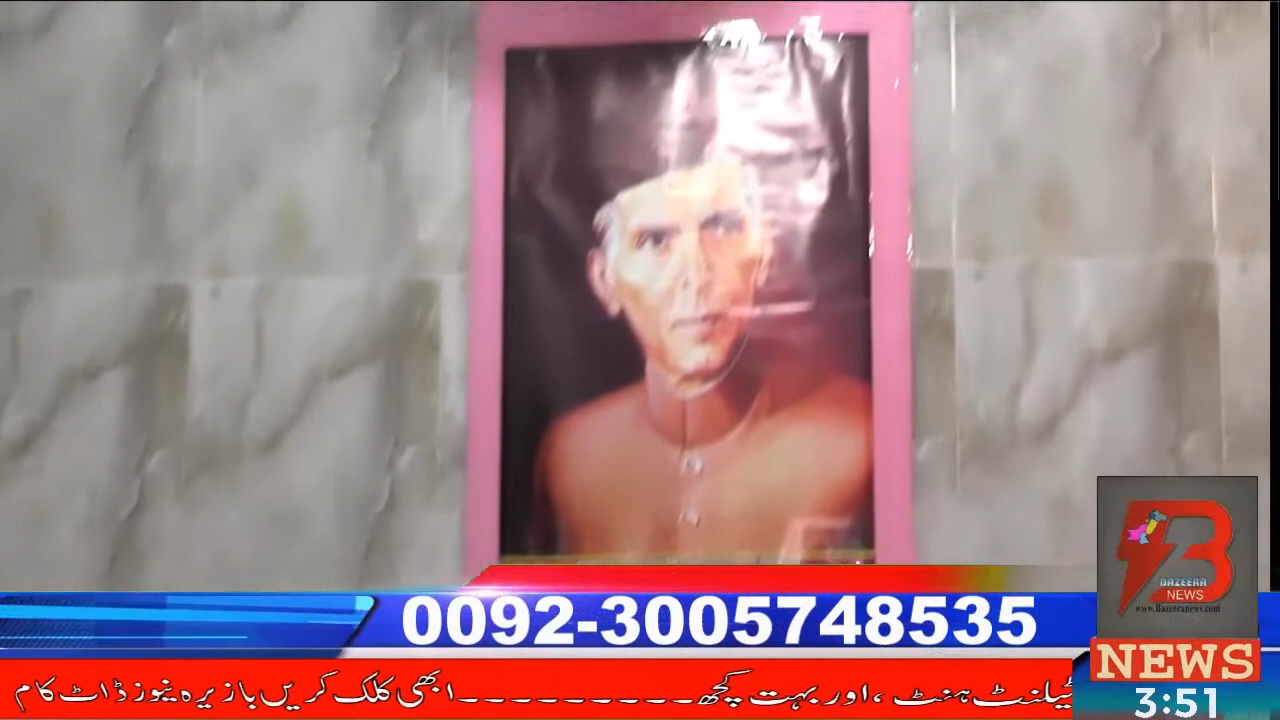 BAZEERA
NEWS
www.Bazeeranews.com
0092-3005748535
NEWS
ٹیلنٹ ہنٹ ،اور بہت کچھ۔۔۔۔۔۔۔۔۔۔ابھی کلک کریں بازیرہ نیوز ڈاٹ کام
3:51